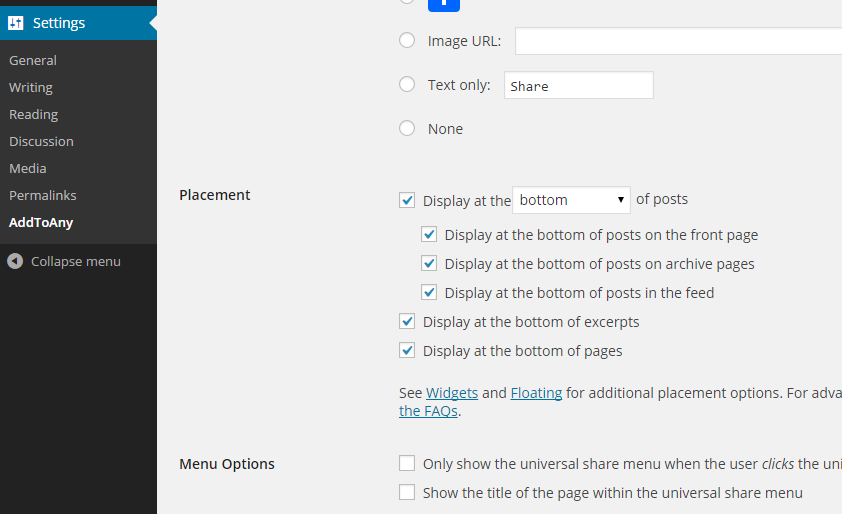 Settings
General
Writing
Reading
Discussion
Media
Permalinks
AddToAny
Collapse menu
Image URL:
Text only: Share
None
Placement
Display at the bottom of posts
Display at the bottom of posts on the front page
Display at the bottom of posts on archive pages
Display at the bottom of posts in the feed
Display at the bottom of excerpts
Display at the bottom of pages
See Widgets and Floating for additional placement options. For adva
the FAQs.
Menu Options
Only show the universal share menu when the user clicks the uni
Show the title of the page within the universal share menu